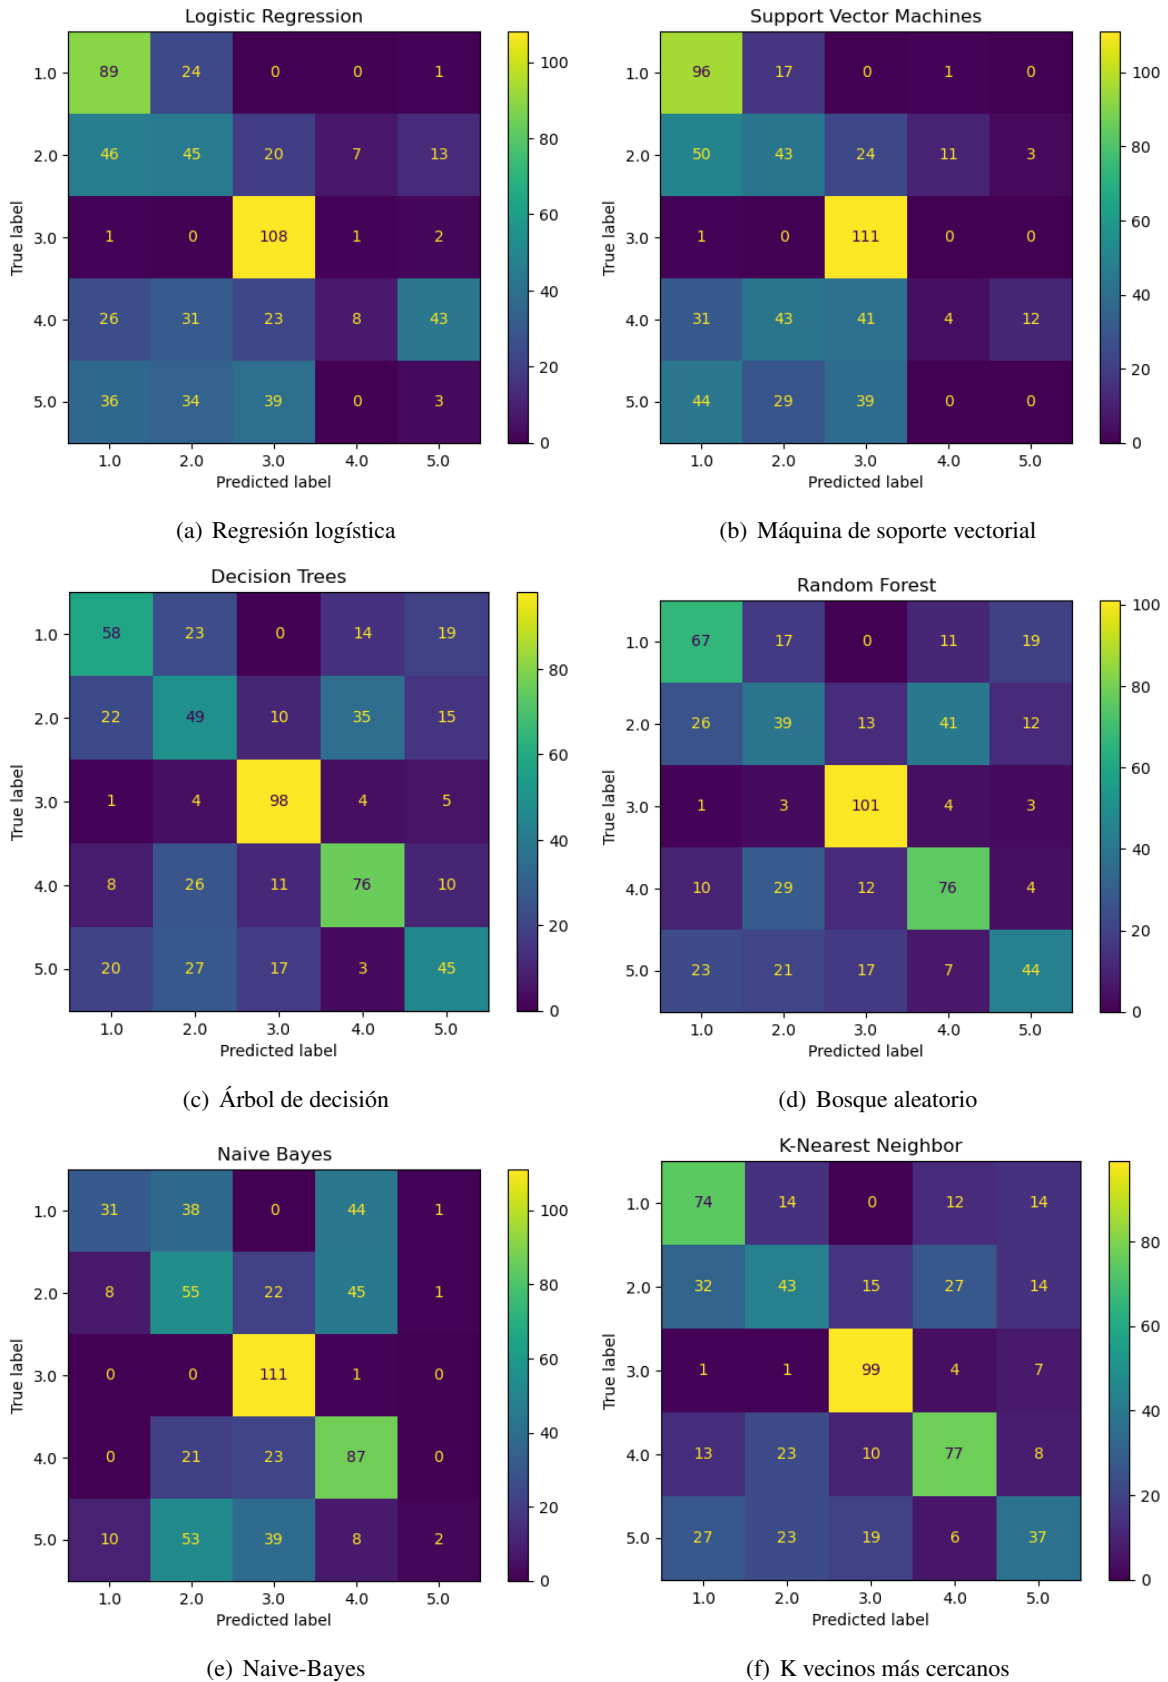 Logistic Regression
1.0 89 24 0 0 1
2.0 46 45 20 7 13
3.0 1 0 108 1 2
4.0 26 31 23 8 43
5.0 36 34 39 0 3
1.0 2.0 3.0 4.0 5.0
Predicted label
True label
100
80
60
40
20
0
(a) Regresión logística
Support Vector Machines
1.0 96 17 0 1 0
2.0 50 43 24 11 3
3.0 1 0 111 0 0
4.0 31 43 41 4 12
5.0 44 29 39 0 0
1.0 2.0 3.0 4.0 5.0
Predicted label
True label
100
80
60
40
20
0
(b) Máquina de soporte vectorial
Decision Trees
1.0 58 23 0 14 19
2.0 22 49 10 35 15
3.0 1 4 98 4 5
4.0 8 26 11 76 10
5.0 20 27 17 3 45
1.0 2.0 3.0 4.0 5.0
Predicted label
True label
80
60
40
20
0
(c) Árbol de decisión
Random Forest
1.0 67 17 0 11 19
2.0 26 39 13 41 12
3.0 1 3 101 4 3
4.0 10 29 12 76 4
5.0 23 21 17 7 44
1.0 2.0 3.0 4.0 5.0
Predicted label
True label
100
80
60
40
20
0
(d) Bosque aleatorio
Naive Bayes
1.0 31 38 0 44 1
2.0 8 55 22 45 1
3.0 0 0 111 1 0
4.0 0 21 23 87 0
5.0 10 53 39 8 2
1.0 2.0 3.0 4.0 5.0
Predicted label
True label
100
80
60
40
20
0
(e) Naive-Bayes
K-Nearest Neighbor
1.0 74 14 0 12 14
2.0 32 43 15 27 14
3.0 1 1 99 4 7
4.0 13 23 10 77 8
5.0 27 23 19 6 37
1.0 2.0 3.0 4.0 5.0
Predicted label
True label
80
60
40
20
0
(f) K vecinos más cercanos